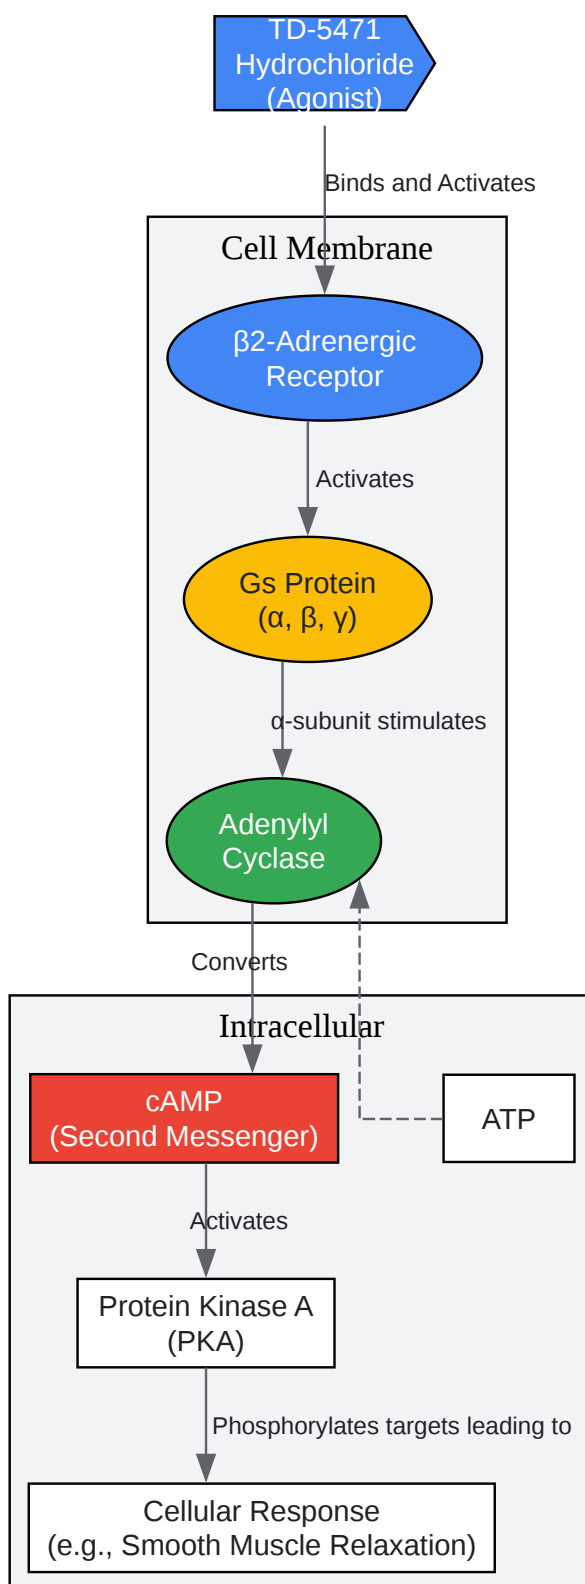 TD-5471
Hydrochloride
(Agonist)
Binds and Activates
Cell Membrane
β2-Adrenergic
Receptor
Activates
Gs Protein
(α, β, γ)
α-subunit stimulates
Adenylyl
Cyclase
Converts
Intracellular
cAMP
(Second Messenger)
ATP
Activates
Protein Kinase A
(PKA)
Phosphorylates targets leading to
Cellular Response
(e.g., Smooth Muscle Relaxation)